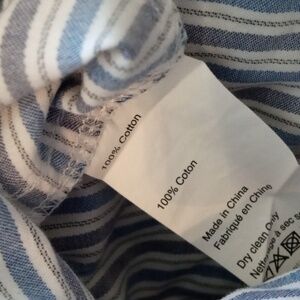 100% Cotton
100% Coton
Made in China
Fabriqué en Chine
Dry clean only
Nettoyage à sec